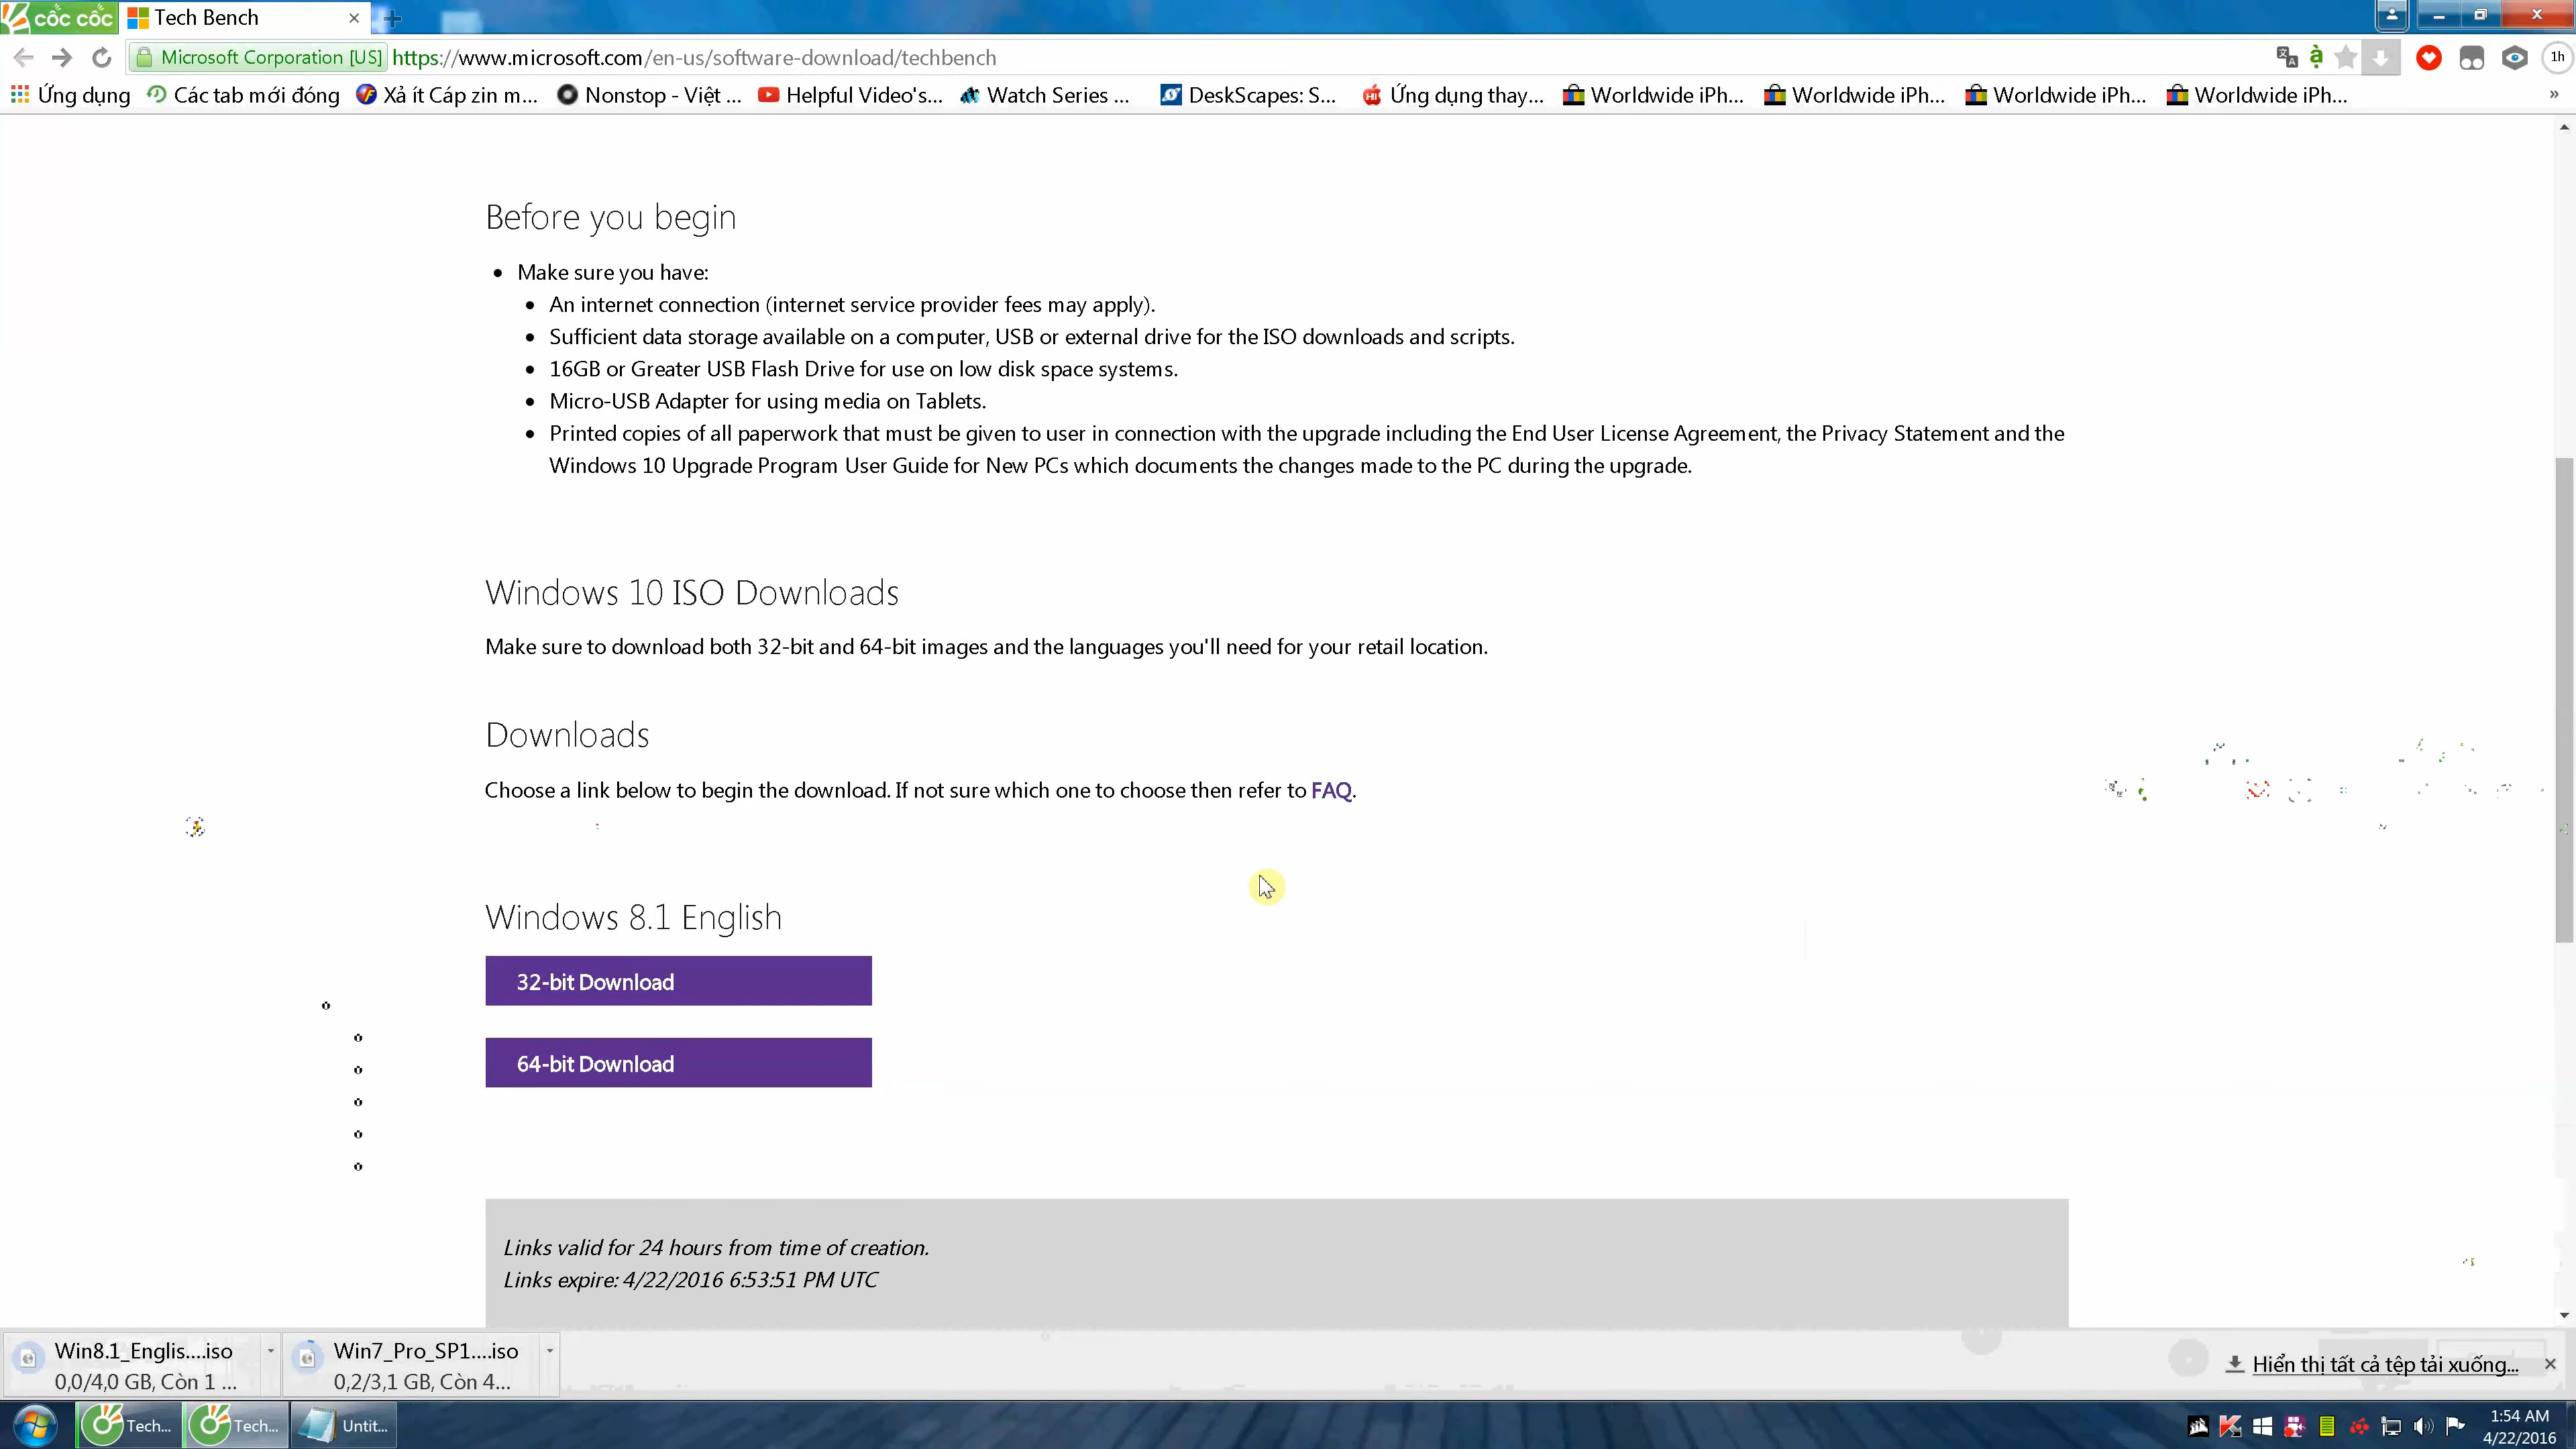 cốc cốc Tech Bench
Microsoft Corporation [US] https://www.microsoft.com/en-us/software-download/techbench 1h
Ứng dụng Các tab mới đóng Xả ít Cáp zin m... Nonstop - Việt ... Helpful Video's... Watch Series ... DeskScapes: S... Ứng dụng thay... Worldwide iPh... Worldwide iPh... Worldwide iPh... Worldwide iPh... »
Before you begin
Make sure you have:
An internet connection (internet service provider fees may apply).
Sufficient data storage available on a computer, USB or external drive for the ISO downloads and scripts.
16GB or Greater USB Flash Drive for use on low disk space systems.
Micro-USB Adapter for using media on Tablets.
Printed copies of all paperwork that must be given to user in connection with the upgrade including the End User License Agreement, the Privacy Statement and the
Windows 10 Upgrade Program User Guide for New PCs which documents the changes made to the PC during the upgrade.
Windows 10 ISO Downloads
Make sure to download both 32-bit and 64-bit images and the languages you'll need for your retail location.
Downloads
Choose a link below to begin the download. If not sure which one to choose then refer to FAQ.
Windows 8.1 English
32-bit Download
64-bit Download
Links valid for 24 hours from time of creation.
Links expire: 4/22/2016 6:53:51 PM UTC
Win8.1_Englis....iso Win7_Pro_SP1....iso
0,0/4,0 GB, Còn 1 ... 0,2/3,1 GB, Còn 4...
Hiển thị tất cả tệp tải xuống...
Tech... Tech... Untit...
1:54 AM
4/22/2016